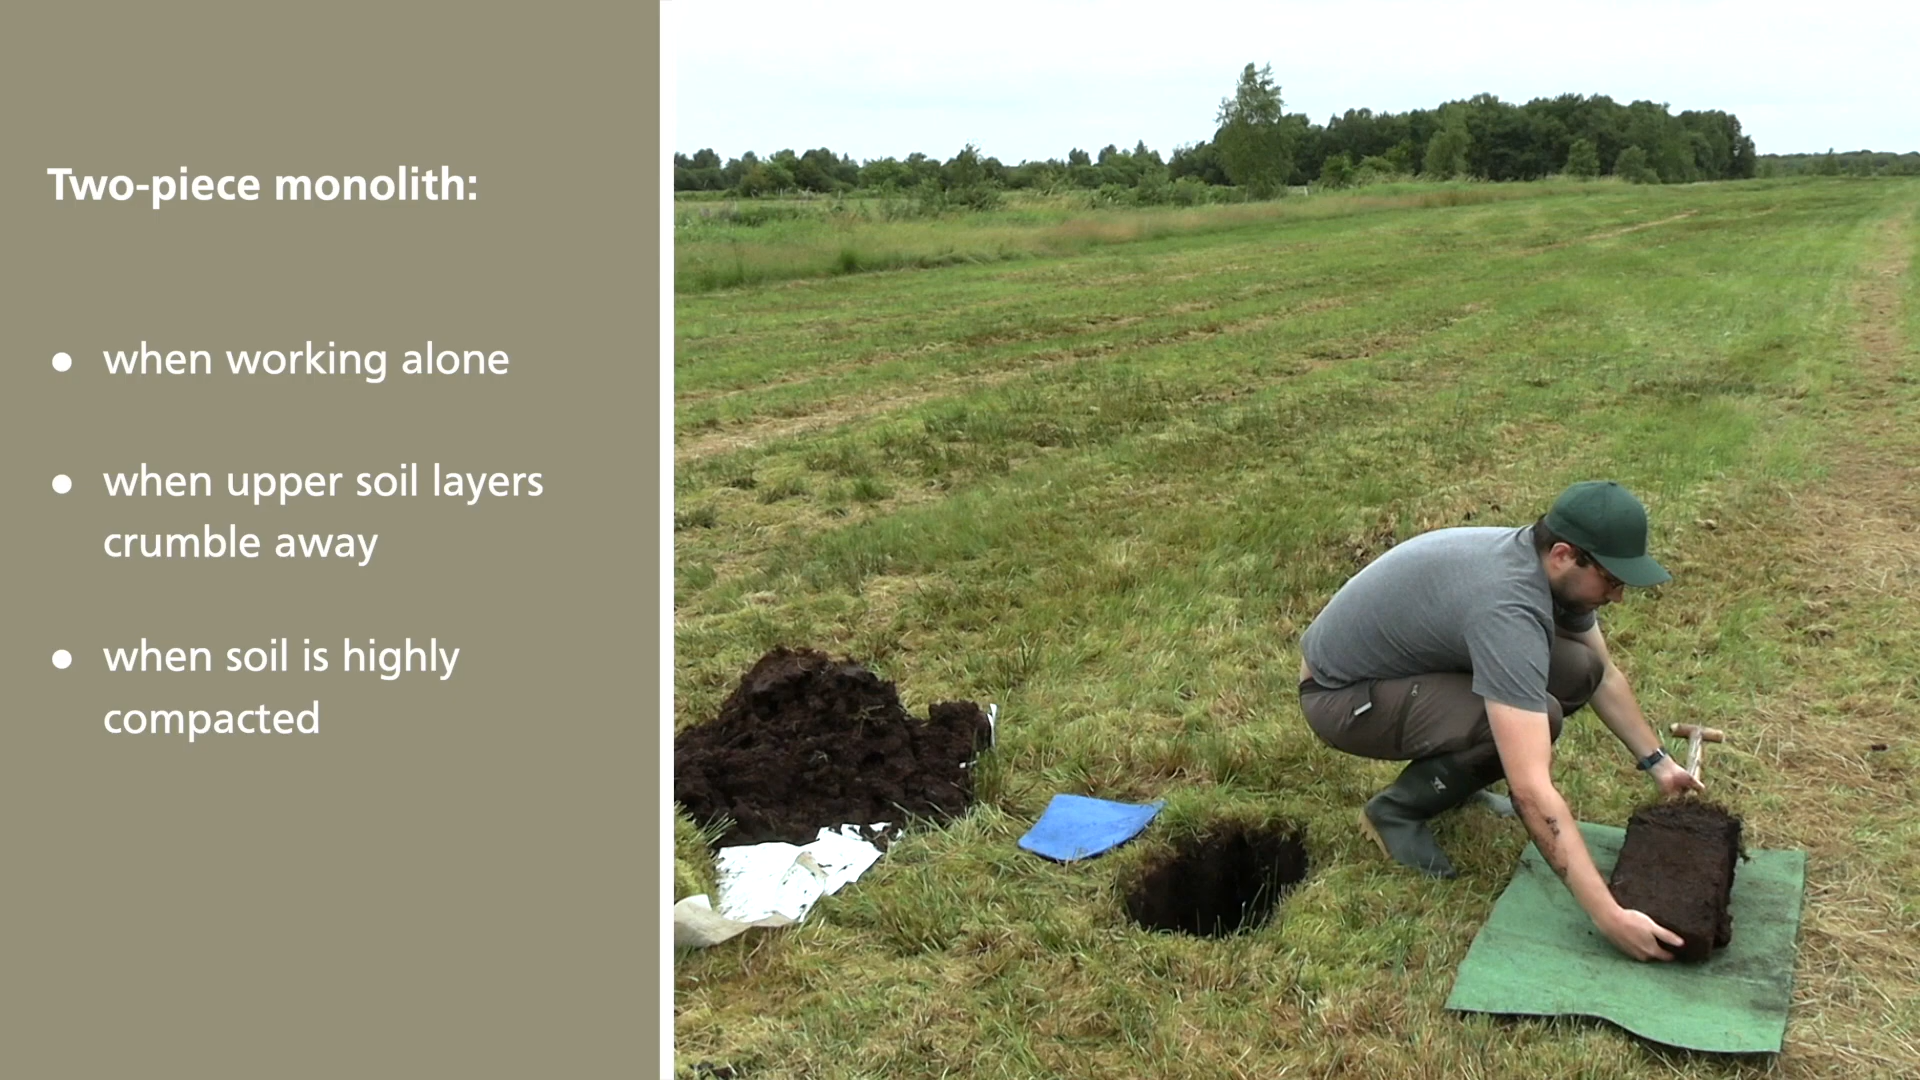 Two-piece monolith:
● when working alone
● when upper soil layers
crumble away
● when soil is highly
compacted